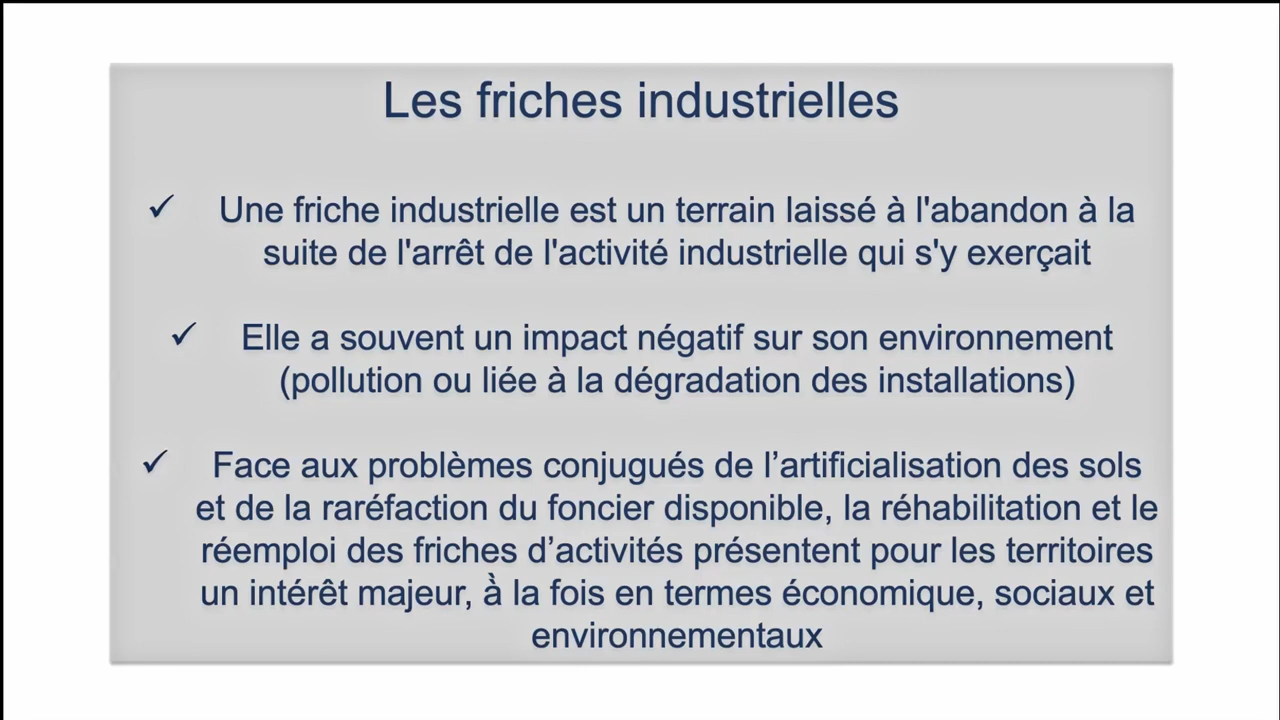 Les friches industrielles
✓ Une friche industrielle est un terrain laissé à l'abandon à la
suite de l'arrêt de l'activité industrielle qui s'y exerçait
✓ Elle a souvent un impact négatif sur son environnement
(pollution ou liée à la dégradation des installations)
✓ Face aux problèmes conjugués de l’artificialisation des sols
et de la raréfaction du foncier disponible, la réhabilitation et le
réemploi des friches d’activités présentent pour les territoires
un intérêt majeur, à̀ la fois en termes économique, sociaux et
environnementaux